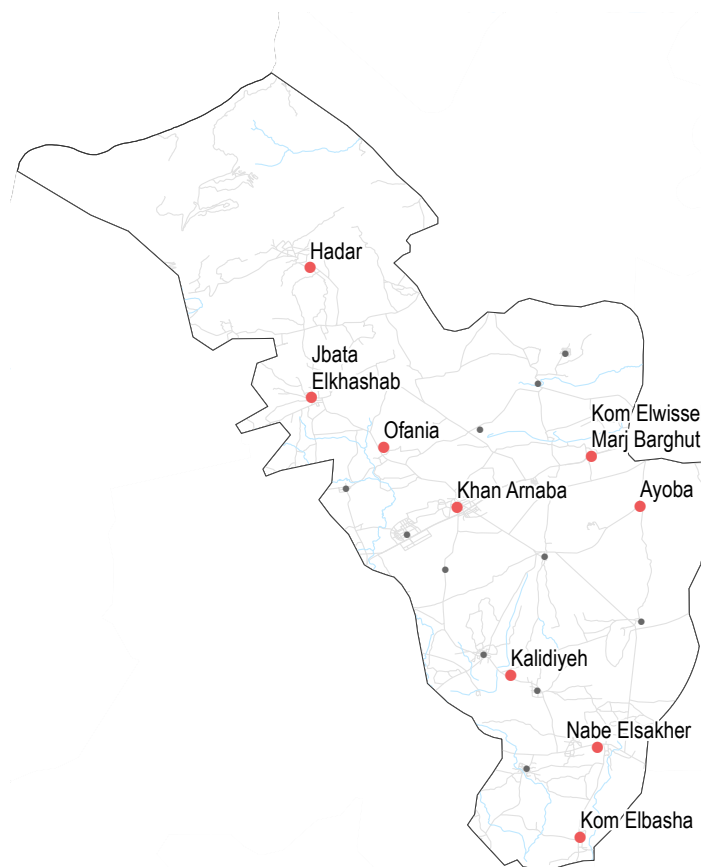 Hadar
Jbata
Elkhashab
Ofania
Kom Elwisse
Marj Barghut
Khan Arnaba
Ayoba
Kalidiyeh
Nabe Elsakher
Kom Elbasha